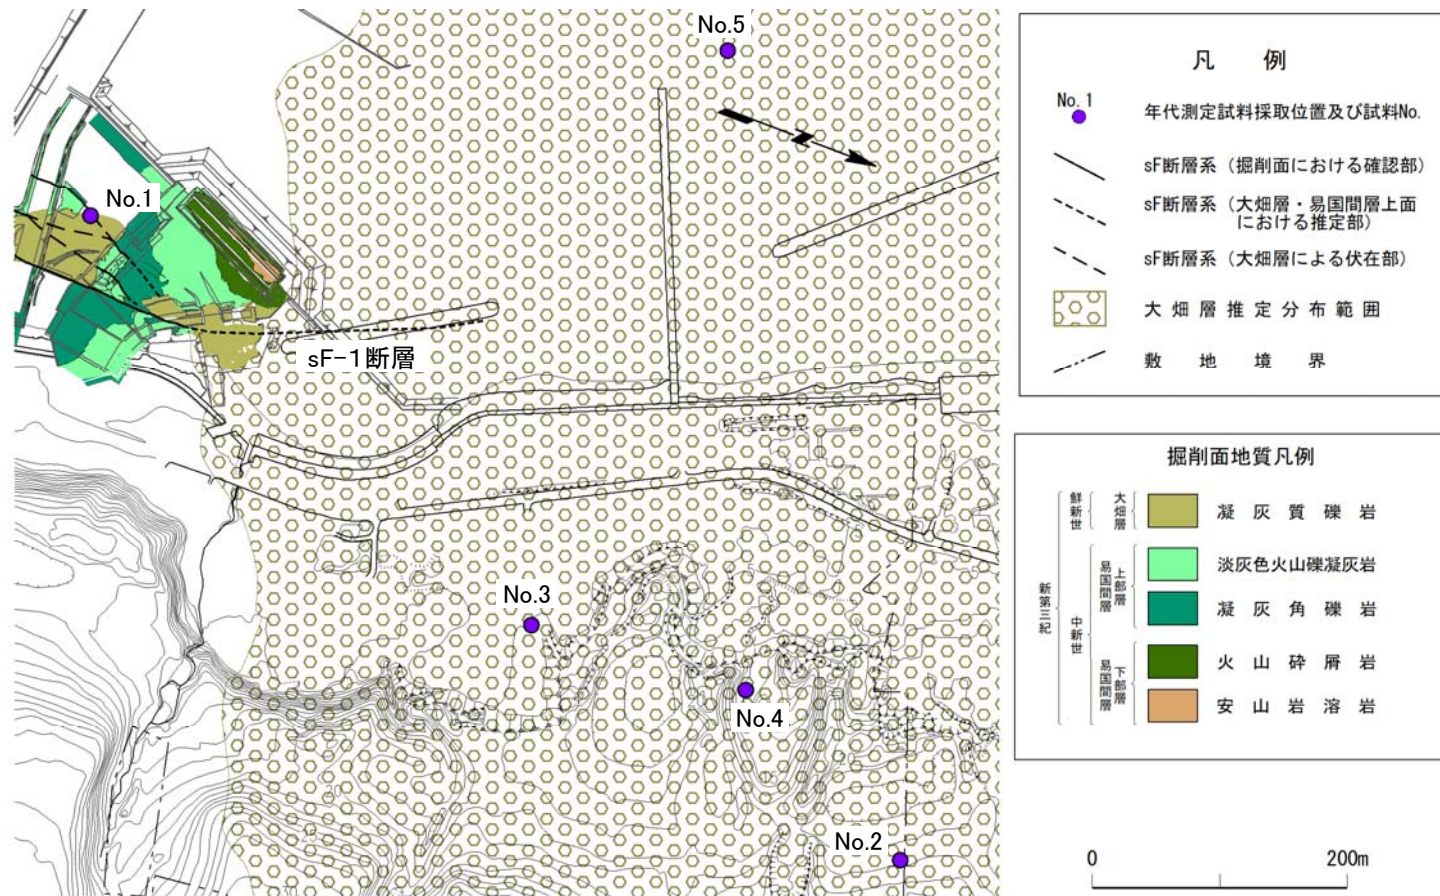 No.5
No.1
sF-1断層
No.3
No.4
No.2
20
25
凡 例
No.1
年代測定試料採取位置及び試料No.
sF断層系（掘削面における確認部）
sF断層系（大畑層・易国間層上面
における推定部）
sF断層系（大畑層による伏在部）
大畑層推定分布範囲
敷地境界
掘削面地質凡例
新第三紀
鮮新世
大畑層
凝灰質礫岩
中新世
易国間層
上部層
淡灰色火山礫凝灰岩
凝灰角礫岩
易国間層
下部層
火山砕屑岩
安山岩溶岩
0 200m